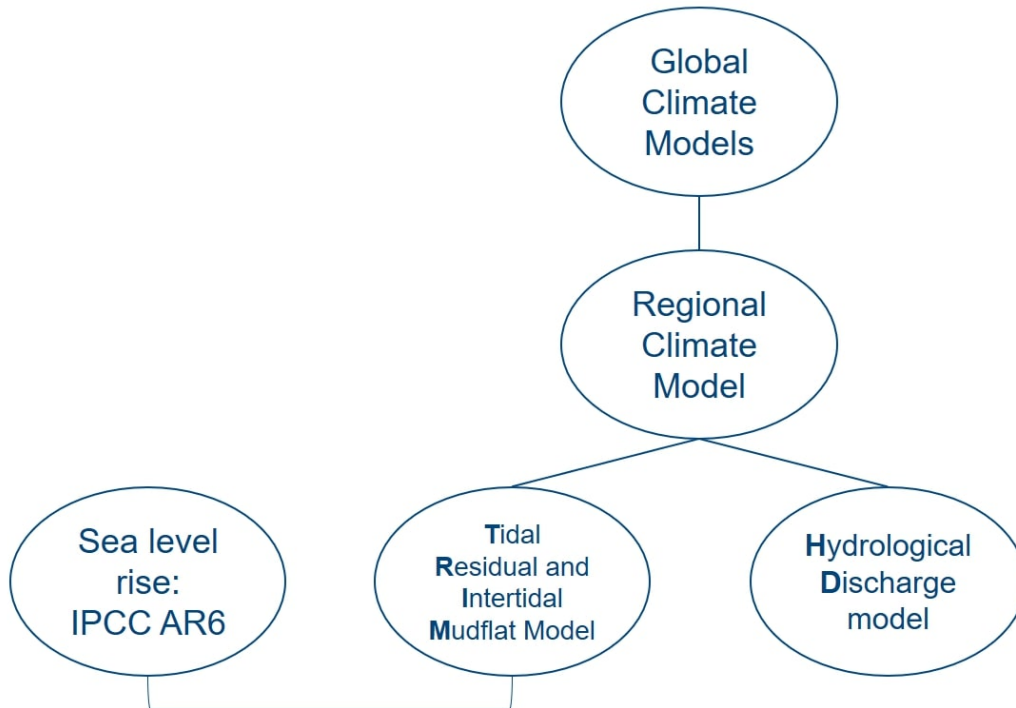 Global
Climate
Models
Regional
Climate
Model
Sea level
rise:
IPCC AR6
Tidal
Residual and
Intertidal
Mudflat Model
Hydrological
Discharge
model